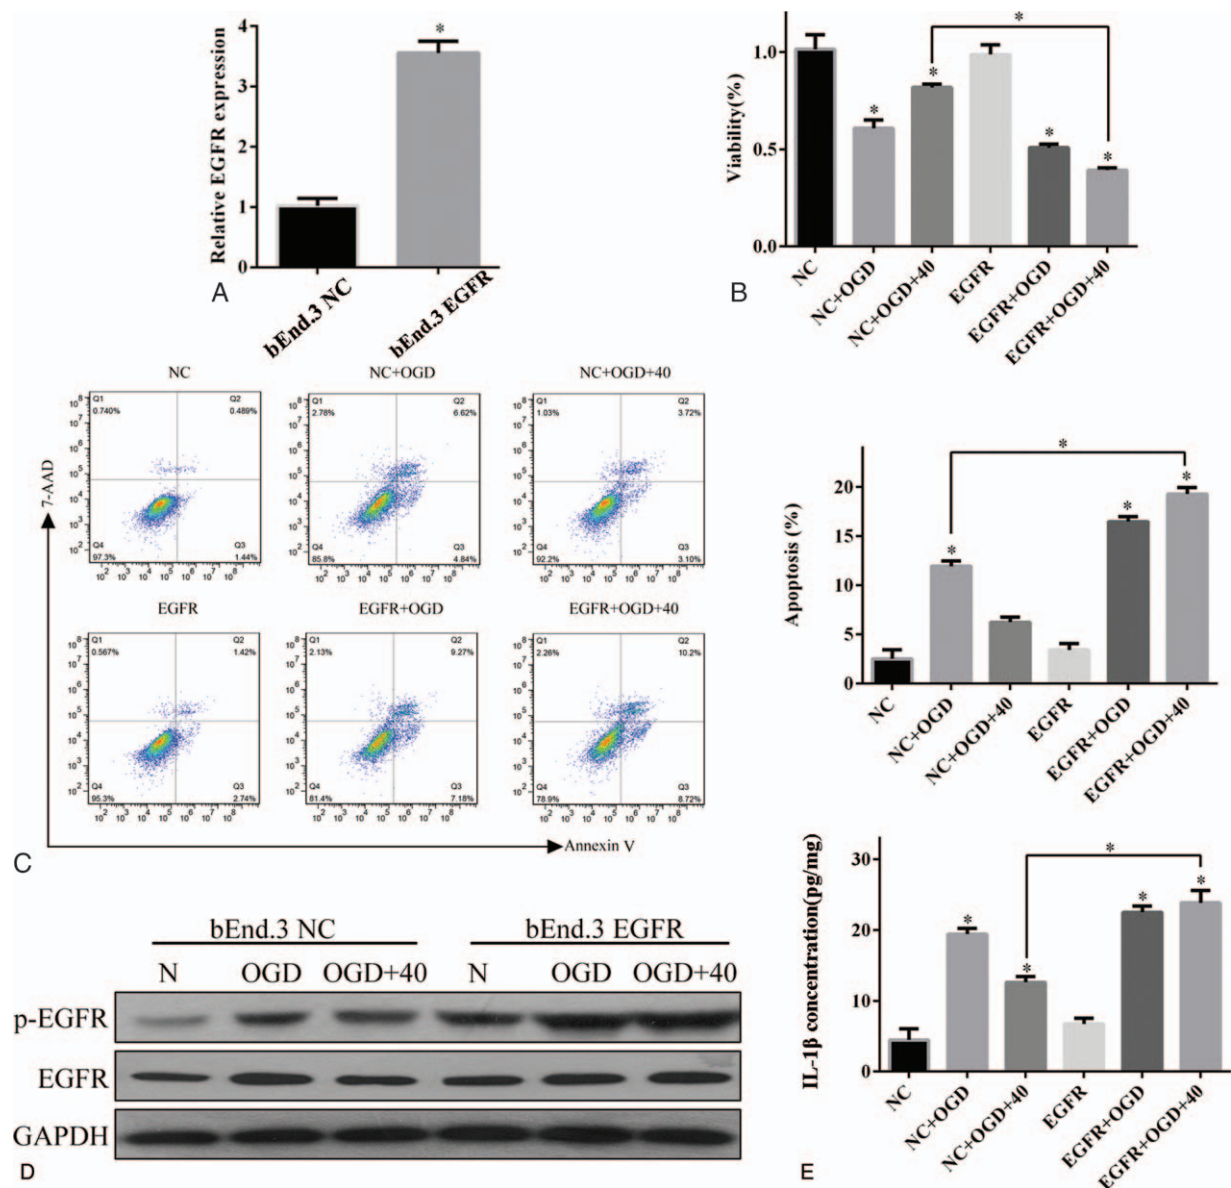 Relative EGFR expression
4
3
2
1
0
*
bEnd.3 NC
bEnd.3 EGFR
A
Viability(%)
1.0
0.5
0.0
*
*
*
*
*
NC
NC+OGD
NC+OGD+40
EGFR
EGFR+OGD
EGFR+OGD+40
B
NC
NC+OGD
NC+OGD+40
Q1
0.740%
Q2
0.489%
Q4
97.3%
Q3
1.44%
Q1
2.78%
Q2
6.62%
Q4
85.8%
Q3
4.84%
Q1
1.03%
Q2
3.72%
Q4
92.2%
Q3
3.10%
7-AAD
EGFR
EGFR+OGD
EGFR+OGD+40
Q1
0.567%
Q2
1.42%
Q4
95.3%
Q3
2.74%
Q1
2.13%
Q2
9.27%
Q4
81.4%
Q3
7.18%
Q1
2.26%
Q2
10.2%
Q4
78.9%
Q3
8.72%
Annexin V
C
Apoptosis (%)
20
15
10
5
0
*
*
*
*
NC
NC+OGD
NC+OGD+40
EGFR
EGFR+OGD
EGFR+OGD+40
bEnd.3 NC
bEnd.3 EGFR
N OGD OGD+40 N OGD OGD+40
p-EGFR
EGFR
GAPDH
D
IL-1β concentration(pg/mg)
30
20
10
0
*
*
*
*
*
NC
NC+OGD
NC+OGD+40
EGFR
EGFR+OGD
EGFR+OGD+40
E